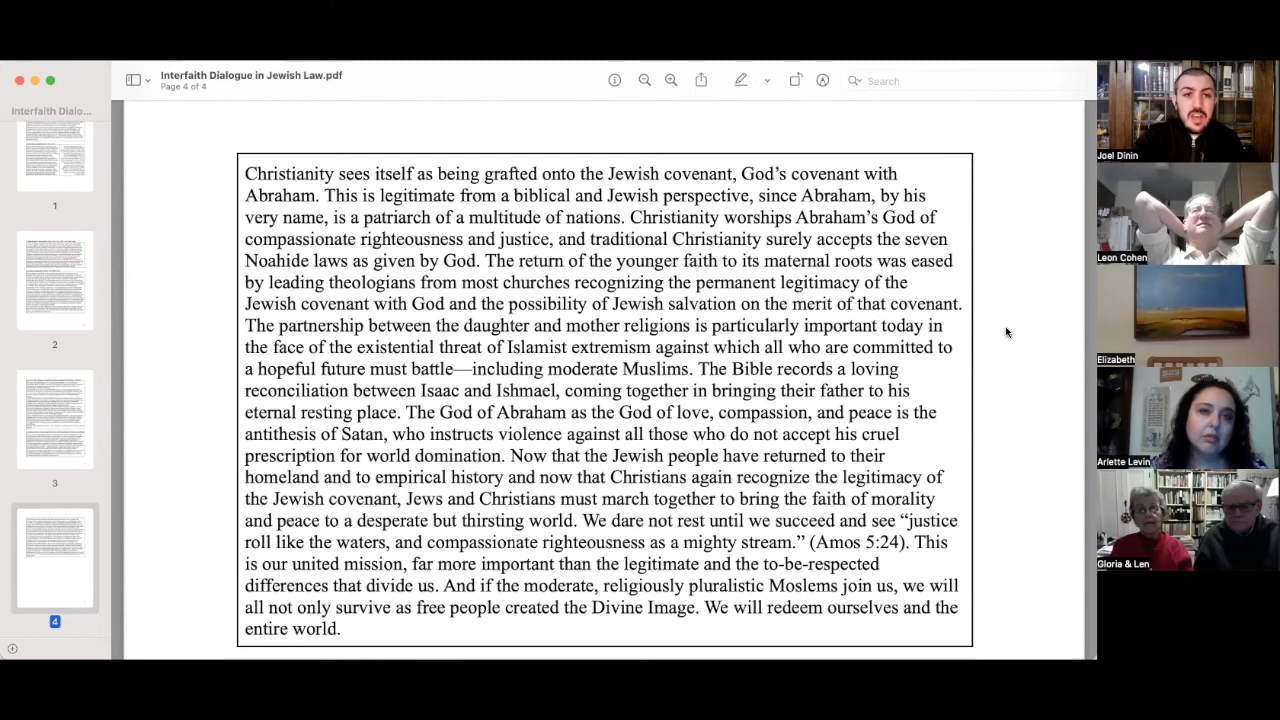 Interfaith Dialogue in Jewish Law.pdf
Page 4 of 4
Search
Interfaith Dialo...
1
2
3
4
Christianity sees itself as being grafted onto the Jewish covenant, God's covenant with
Abraham. This is legitimate from a biblical and Jewish perspective, since Abraham, by his
very name, is a patriarch of a multitude of nations. Christianity worships Abraham's God of
compassionate righteousness and justice, and traditional Christianity surely accepts the seven
Noahide laws as given by God. The return of the younger faith to its maternal roots was eased
by leading theologians from most churches recognizing the permanent legitimacy of the
Jewish covenant with God and the possibility of Jewish salvation on the merit of that covenant.
The partnership between the daughter and mother religions is particularly important today in
the face of the existential threat of Islamist extremism against which all who are committed to
a hopeful future must battle—including moderate Muslims. The Bible records a loving
reconciliation between Isaac and Ishmael, coming together in bringing their father to his
eternal resting place. The God of Abraham as the God of love, compassion, and peace is the
antithesis of Satan, who instructs violence against all those who do not accept his cruel
prescription for world domination. Now that the Jewish people have returned to their
homeland and to empirical history and now that Christians again recognize the legitimacy of
the Jewish covenant, Jews and Christians must march together to bring the faith of morality
and peace to a desperate but thirsting world. We dare not rest until we succeed and see “justice
roll like the waters, and compassionate righteousness as a mighty stream.” (Amos 5:24). This
is our united mission, far more important than the legitimate and the to-be-respected
differences that divide us. And if the moderate, religiously pluralistic Moslems join us, we will
all not only survive as free people created the Divine Image. We will redeem ourselves and the
entire world.
Joel Dinin
Leon Cohen
Elizabeth
Arlette Levin
Gloria & Len